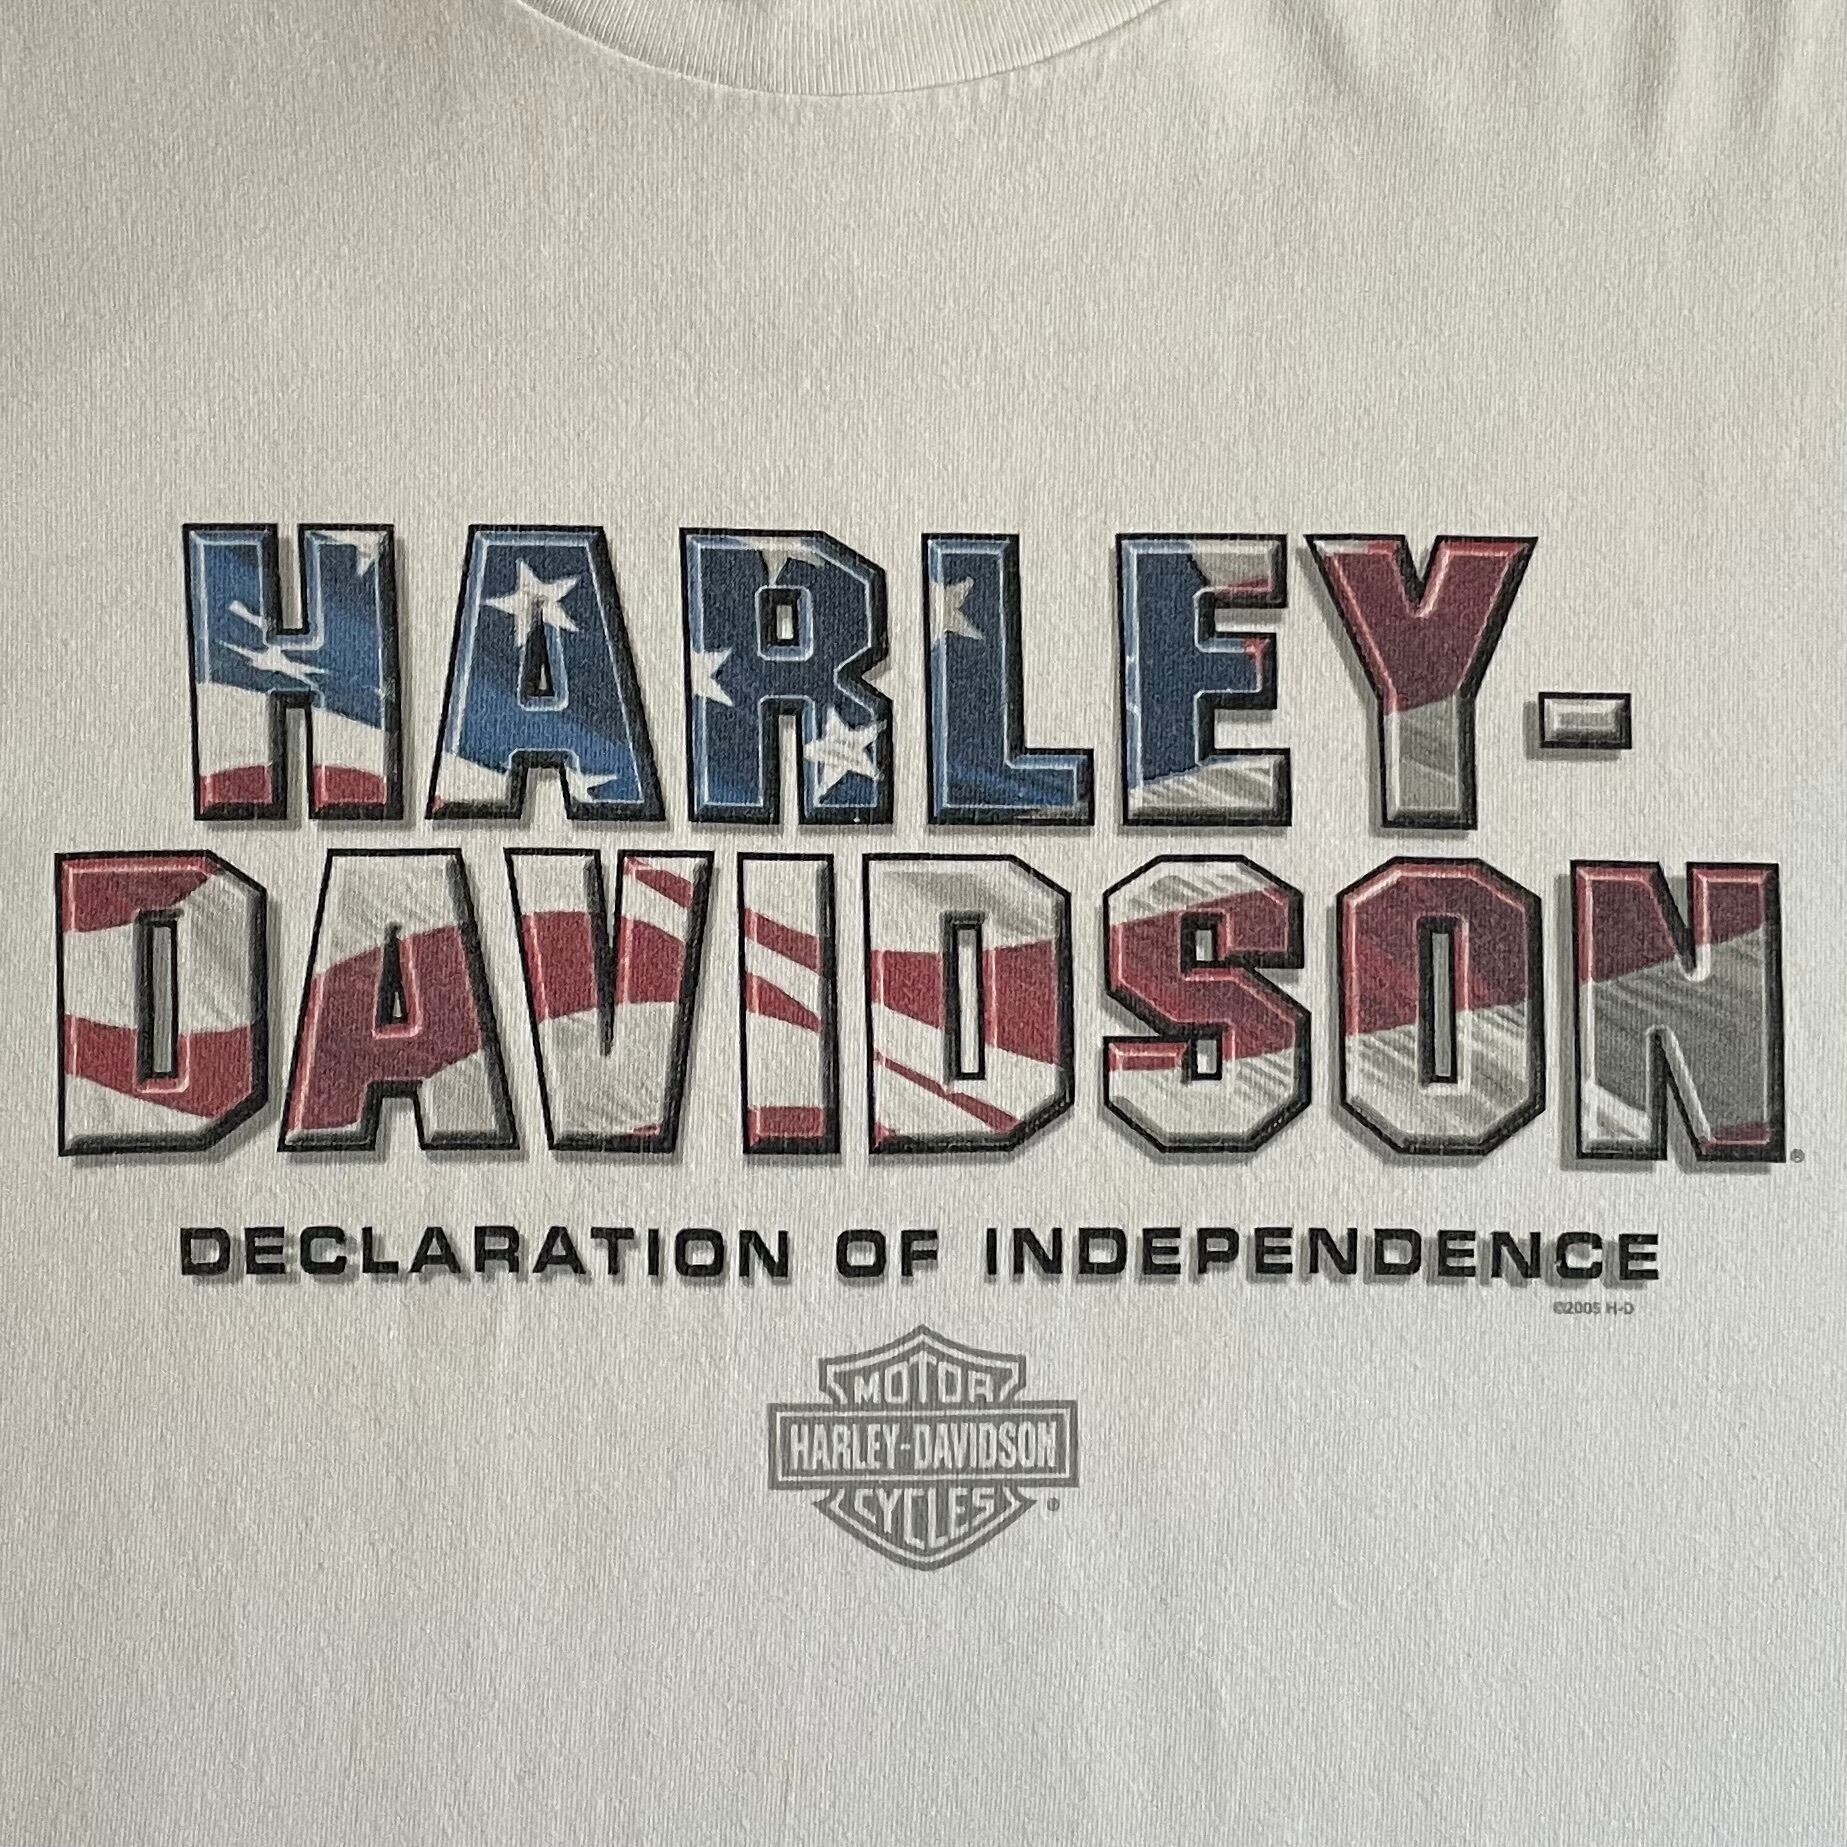 HARLEY-
DAVIDSON®
DECLARATION OF INDEPENDENCE
©2005 H-D
MOTOR
HARLEY-DAVIDSON
CYCLES®